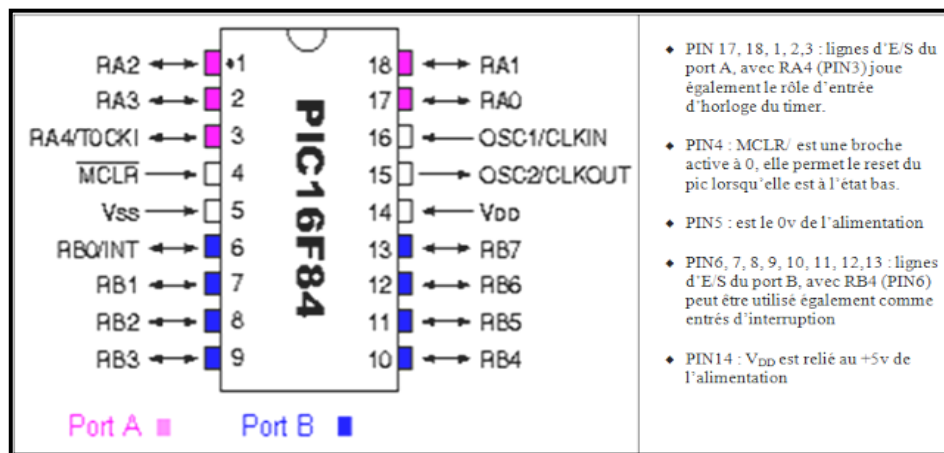 RA2 1 18 RA1
RA3 2 17 RA0
RA4/T0CKI 3 16 OSC1/CLKIN
MCLR 4 15 OSC2/CLKOUT
Vss 5 14 VDD
RB0/INT 6 13 RB7
RB1 7 12 RB6
RB2 8 11 RB5
RB3 9 10 RB4
PIC16F84
Port A Port B
♦ PIN 17, 18, 1, 2,3 : lignes d'E/S du
port A, avec RA4 (PIN3) joue
également le rôle d'entrée
d'horloge du timer.
♦ PIN4 : MCLR/ est une broche
active à 0, elle permet le reset du
pic lorsqu'elle est à l'état bas.
♦ PIN5 : est le 0v de l'alimentation
♦ PIN6, 7, 8, 9, 10, 11, 12,13 : lignes
d'E/S du port B, avec RB4 (PIN6)
peut être utilisé également comme
entrés d'interruption
♦ PIN14 : VDD est relié au +5v de
l'alimentation